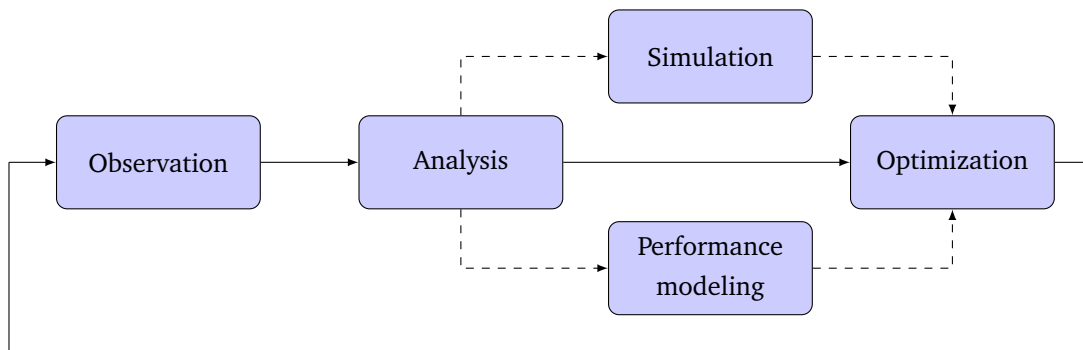 Simulation
Observation
Analysis
Optimization
Performance
modeling